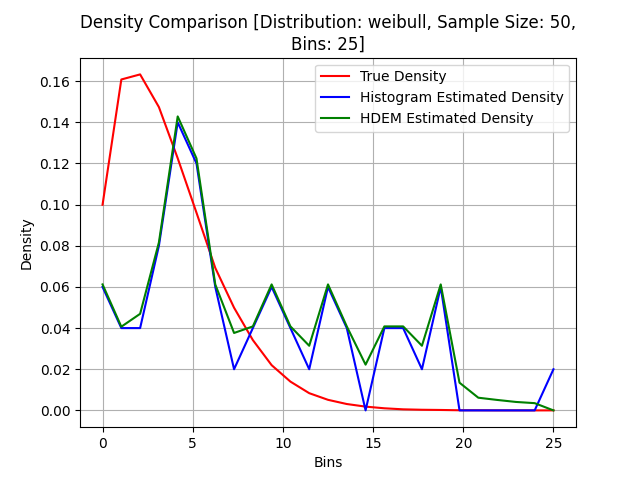 Density Comparison [Distribution: weibull, Sample Size: 50,
Bins: 25]
True Density
Histogram Estimated Density
HDEM Estimated Density
Density
0.16
0.14
0.12
0.10
0.08
0.06
0.04
0.02
0.00
0 5 10 15 20 25
Bins